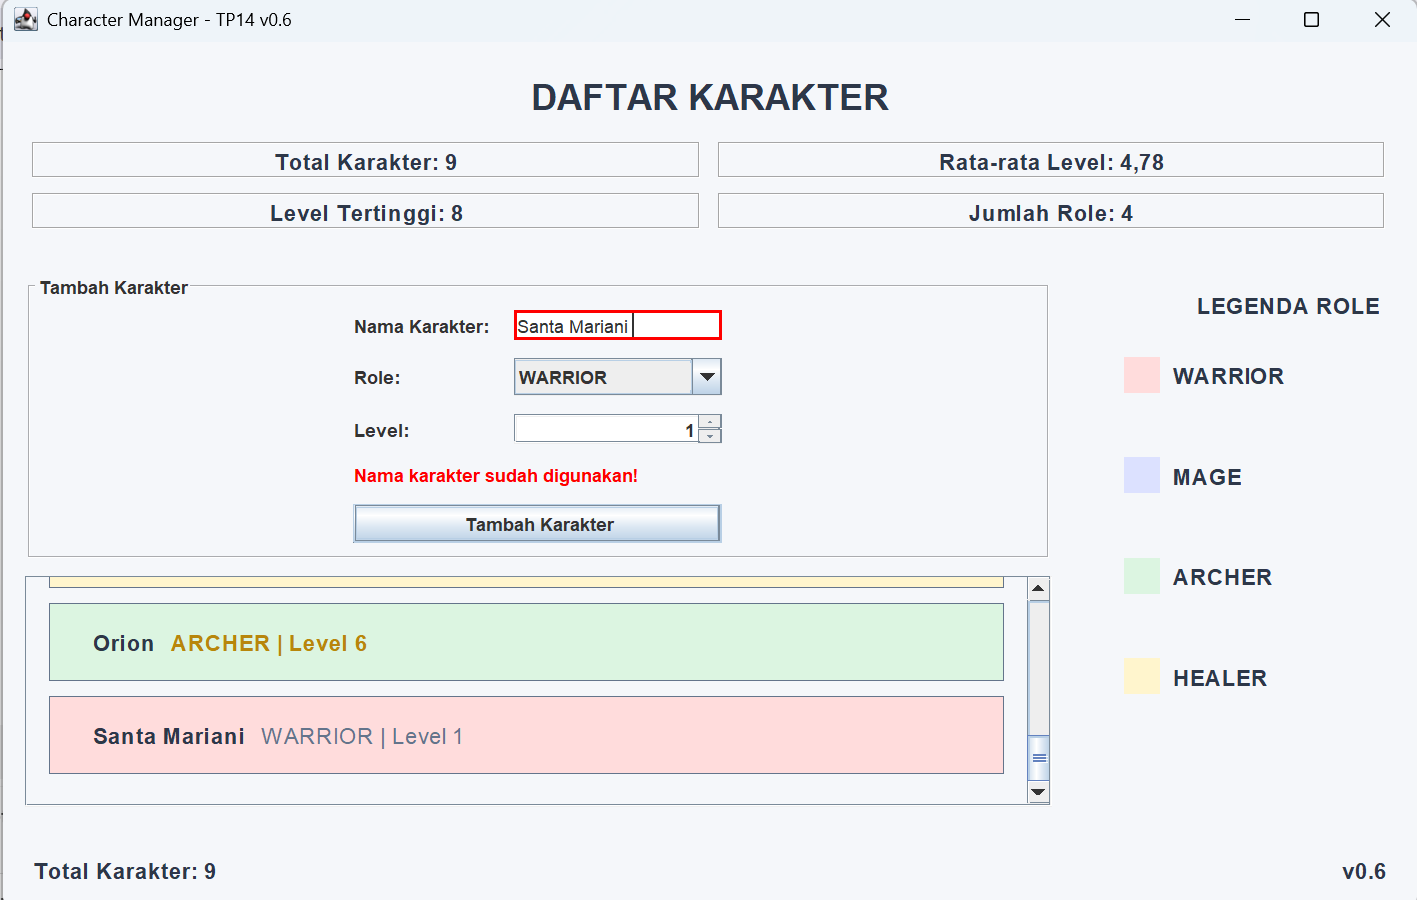 Character Manager - TP14 v0.6
DAFTAR KARAKTER
Total Karakter: 9
Rata-rata Level: 4,78
Level Tertinggi: 8
Jumlah Role: 4
Tambah Karakter
Nama Karakter: Santa Mariani
Role: WARRIOR
Level: 1
Nama karakter sudah digunakan!
Tambah Karakter
Orion ARCHER | Level 6
Santa Mariani WARRIOR | Level 1
LEGENDA ROLE
WARRIOR
MAGE
ARCHER
HEALER
Total Karakter: 9
v0.6